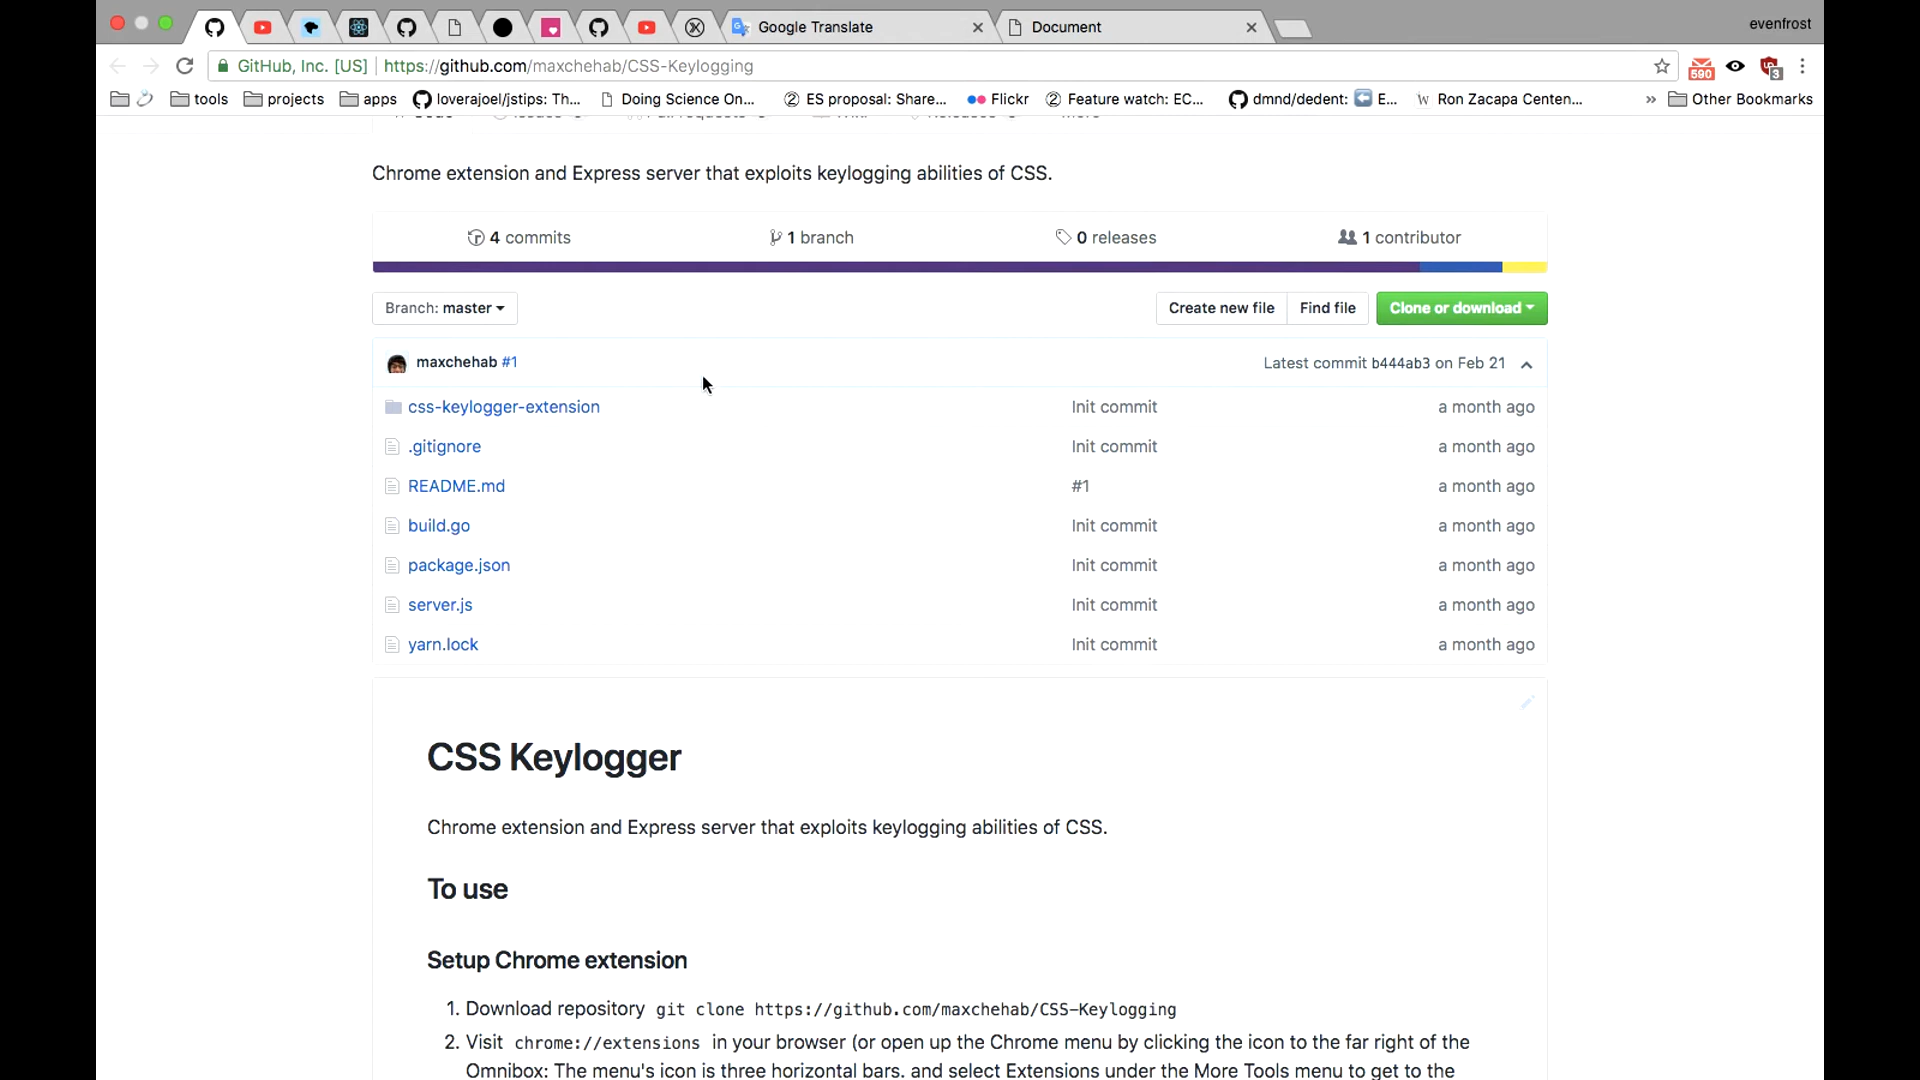 Google Translate
Document
evenfrost
GitHub, Inc. [US] https://github.com/maxchehab/CSS-Keylogging
590
3
tools projects apps loverajoel/jstips: Th... Doing Science On... ② ES proposal: Share... Flickr ② Feature watch: EC... dmnd/dedent: E... W Ron Zacapa Centen... » Other Bookmarks
Chrome extension and Express server that exploits keylogging abilities of CSS.
4 commits 1 branch 0 releases 1 contributor
Branch: master Create new file Find file Clone or download
maxchehab #1 Latest commit b444ab3 on Feb 21
css-keylogger-extension Init commit a month ago
.gitignore Init commit a month ago
README.md #1 a month ago
build.go Init commit a month ago
package.json Init commit a month ago
server.js Init commit a month ago
yarn.lock Init commit a month ago
CSS Keylogger
Chrome extension and Express server that exploits keylogging abilities of CSS.
To use
Setup Chrome extension
1. Download repository git clone https://github.com/maxchehab/CSS-Keylogging
2. Visit chrome://extensions in your browser (or open up the Chrome menu by clicking the icon to the far right of the
Omnibox: The menu's icon is three horizontal bars. and select Extensions under the More Tools menu to get to the